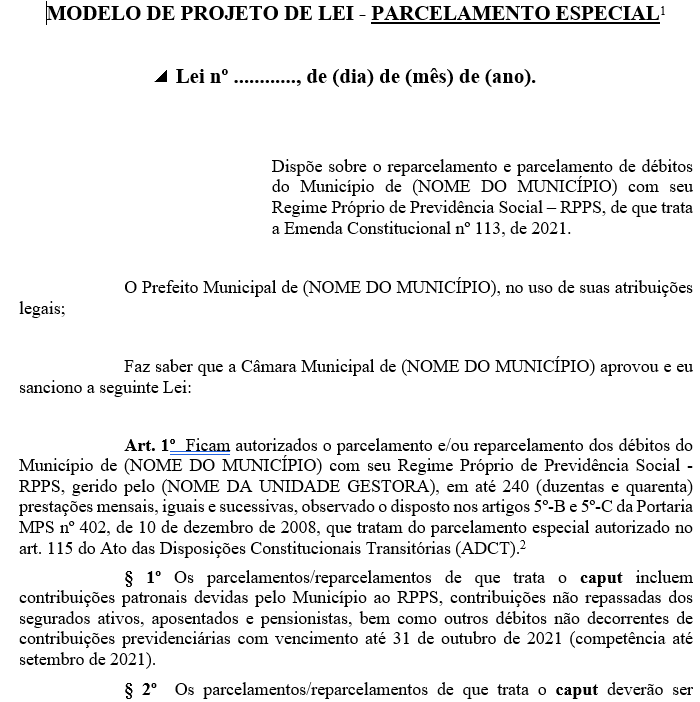 MODELO DE PROJETO DE LEI - PARCELAMENTO ESPECIAL¹
Lei nº ............, de (dia) de (mês) de (ano).
Dispõe sobre o reparcelamento e parcelamento de débitos
do Município de (NOME DO MUNICÍPIO) com seu
Regime Próprio de Previdência Social – RPPS, de que trata
a Emenda Constitucional nº 113, de 2021.
O Prefeito Municipal de (NOME DO MUNICÍPIO), no uso de suas atribuições
legais;
Faz saber que a Câmara Municipal de (NOME DO MUNICÍPIO) aprovou e eu
sanciono a seguinte Lei:
Art. 1º Ficam autorizados o parcelamento e/ou reparcelamento dos débitos do
Município de (NOME DO MUNICÍPIO) com seu Regime Próprio de Previdência Social -
RPPS, gerido pelo (NOME DA UNIDADE GESTORA), em até 240 (duzentas e quarenta)
prestações mensais, iguais e sucessivas, observado o disposto nos artigos 5º-B e 5º-C da Portaria
MPS nº 402, de 10 de dezembro de 2008, que tratam do parcelamento especial autorizado no
art. 115 do Ato das Disposições Constitucionais Transitórias (ADCT).²
§ 1º Os parcelamentos/reparcelamentos de que trata o caput incluem
contribuições patronais devidas pelo Município ao RPPS, contribuições não repassadas dos
segurados ativos, aposentados e pensionistas, bem como outros débitos não decorrentes de
contribuições previdenciárias com vencimento até 31 de outubro de 2021 (competência até
setembro de 2021).
§ 2º Os parcelamentos/reparcelamentos de que trata o caput deverão ser